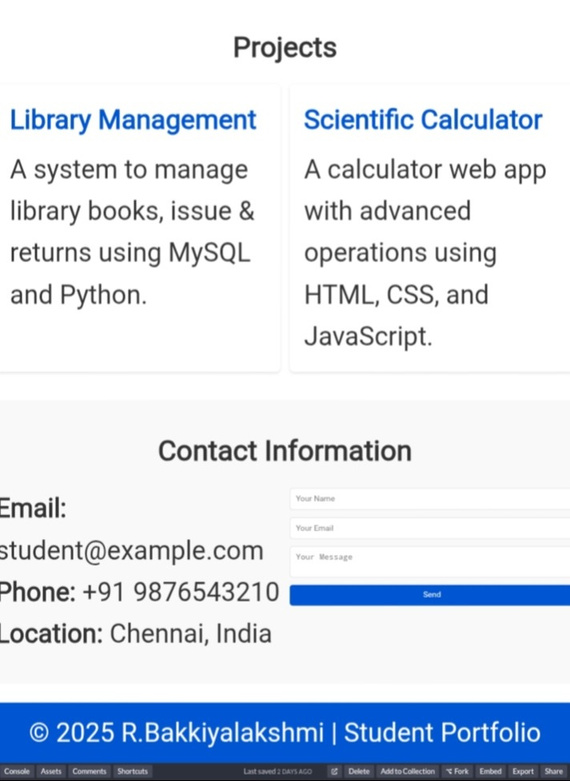 Projects
Library Management
A system to manage
library books, issue &
returns using MySQL
and Python.
Scientific Calculator
A calculator web app
with advanced
operations using
HTML, CSS, and
JavaScript.
Contact Information
Email:
student@example.com
Phone: +91 9876543210
Location: Chennai, India
Your Name
Your Email
Your Message
Send
© 2025 R.Bakkiyalakshmi | Student Portfolio
Console Assets Comments Shortcuts Last saved 2 DAYS AGO Delete Add to Collection ⌥ Fork Embed Export Share